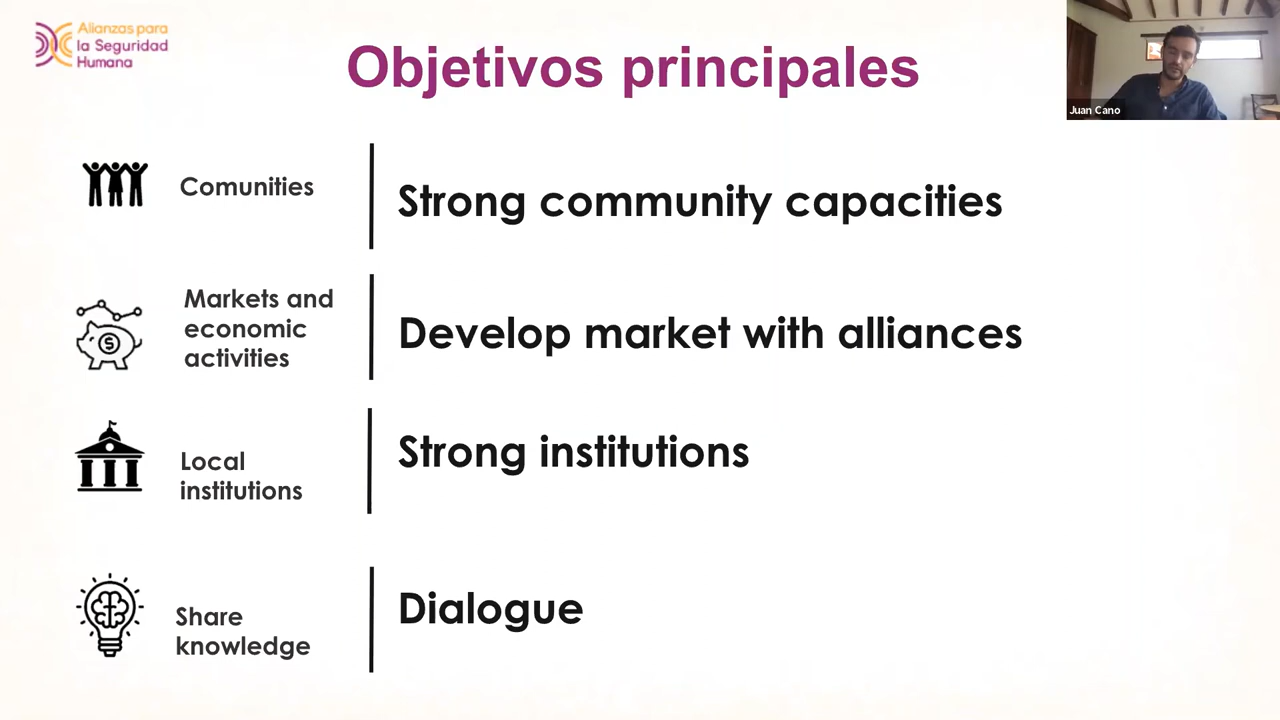 Alianzas para
la Seguridad
Humana
Objetivos principales
Juan Cano
Comunities
Strong community capacities
Markets and
economic
activities
Develop market with alliances
Local
institutions
Strong institutions
Share
knowledge
Dialogue